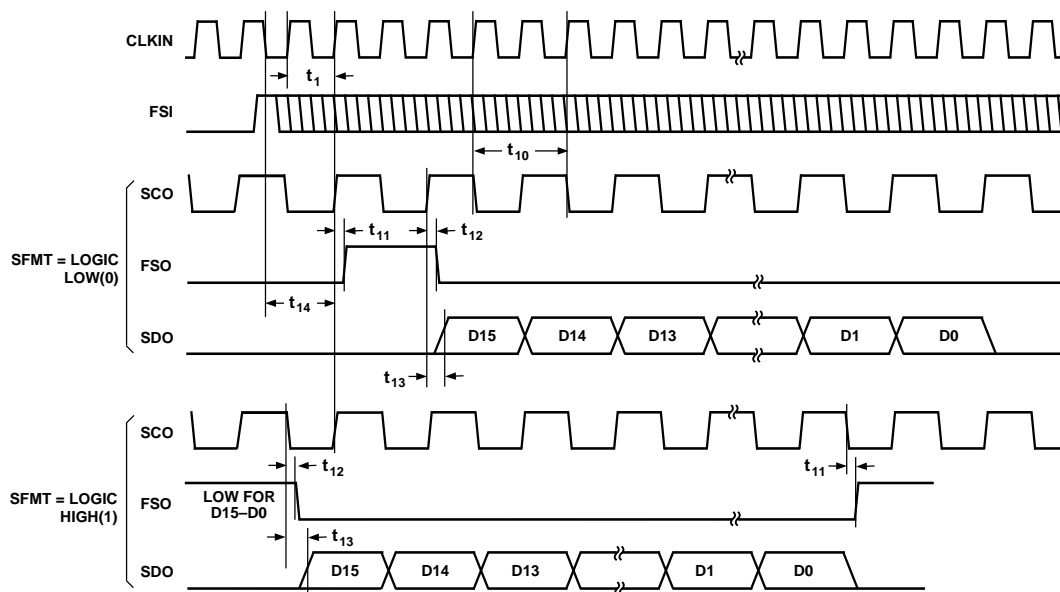 CLKIN
t1
FSI
t10
SCO
t11
t12
SFMT = LOGIC
LOW(0)
FSO
t14
SDO
D15
D14
D13
D1
D0
t13
SCO
t12
t11
SFMT = LOGIC
HIGH(1)
FSO
LOW FOR
D15–D0
t13
SDO
D15
D14
D13
D1
D0